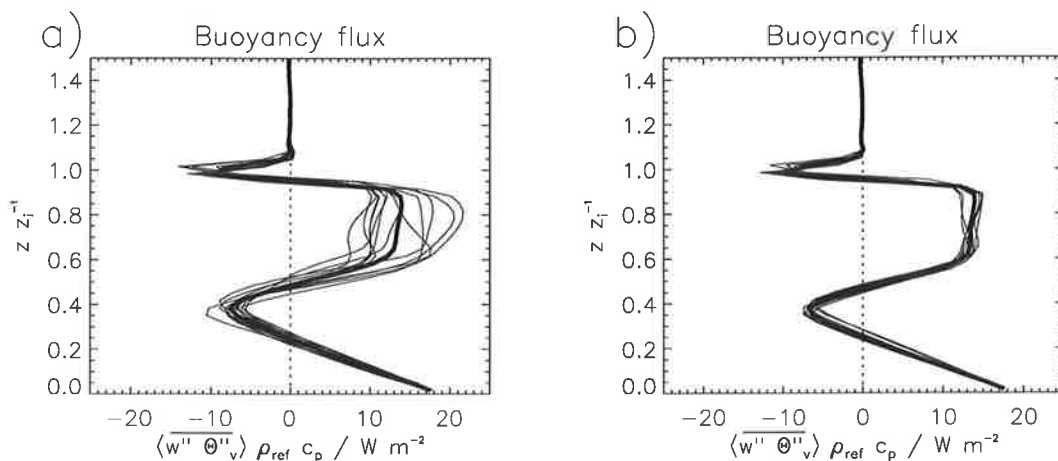 a)
Buoyancy flux
1.4
1.2
1.0
0.8
0.6
0.4
0.2
0.0
z z_i^{-1}
−20 −10 0 10 20
⟨w'' Θ''_v⟩ ρ_ref c_p / W m^{-2}
b)
Buoyancy flux
1.4
1.2
1.0
0.8
0.6
0.4
0.2
0.0
z z_i^{-1}
−20 −10 0 10 20
⟨w'' Θ''_v⟩ ρ_ref c_p / W m^{-2}